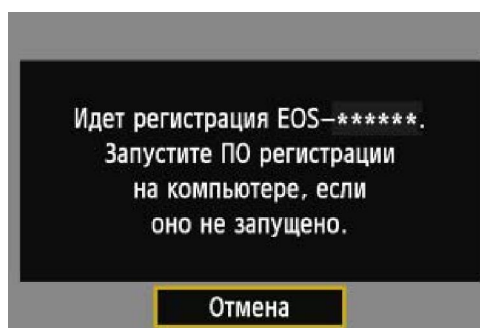 Идет регистрация EOS–******.
Запустите ПО регистрации
на компьютере, если
оно не запущено.
Отмена